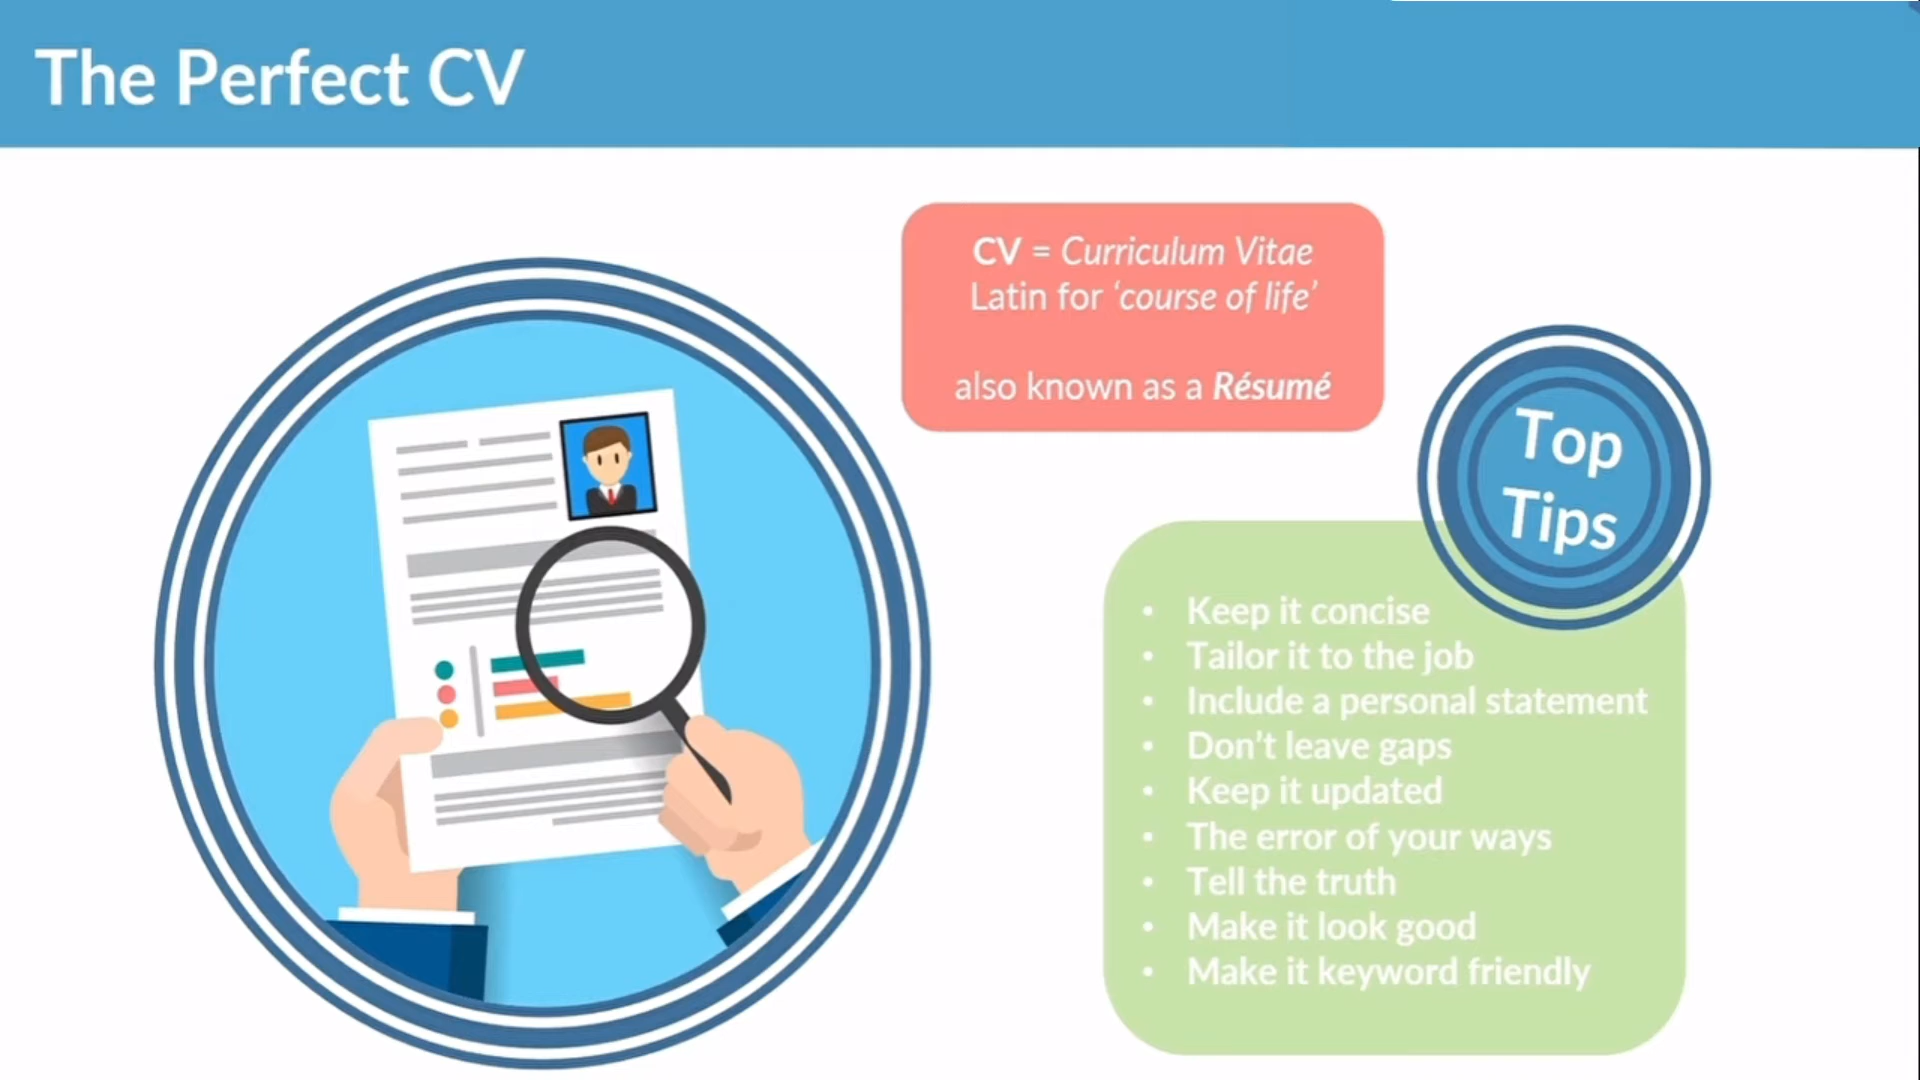 The Perfect CV
CV = Curriculum Vitae
Latin for ‘course of life’
also known as a Résumé
Top
Tips
• Keep it concise
• Tailor it to the job
• Include a personal statement
• Don’t leave gaps
• Keep it updated
• The error of your ways
• Tell the truth
• Make it look good
• Make it keyword friendly